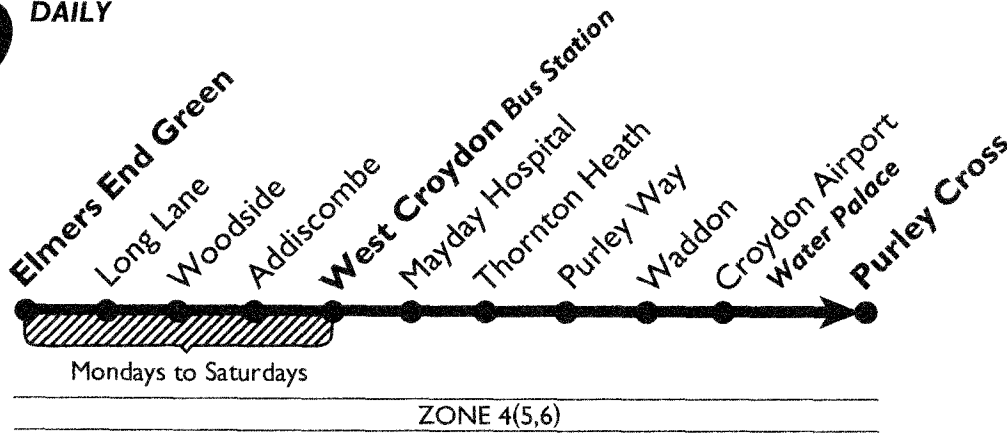 DAILY
Elmers End Green
Long Lane
Woodside
Addiscombe
West Croydon Bus Station
Mayday Hospital
Thornton Heath
Purley Way
Waddon
Croydon Airport
Water Palace
Purley Cross
Mondays to Saturdays
ZONE 4(5,6)